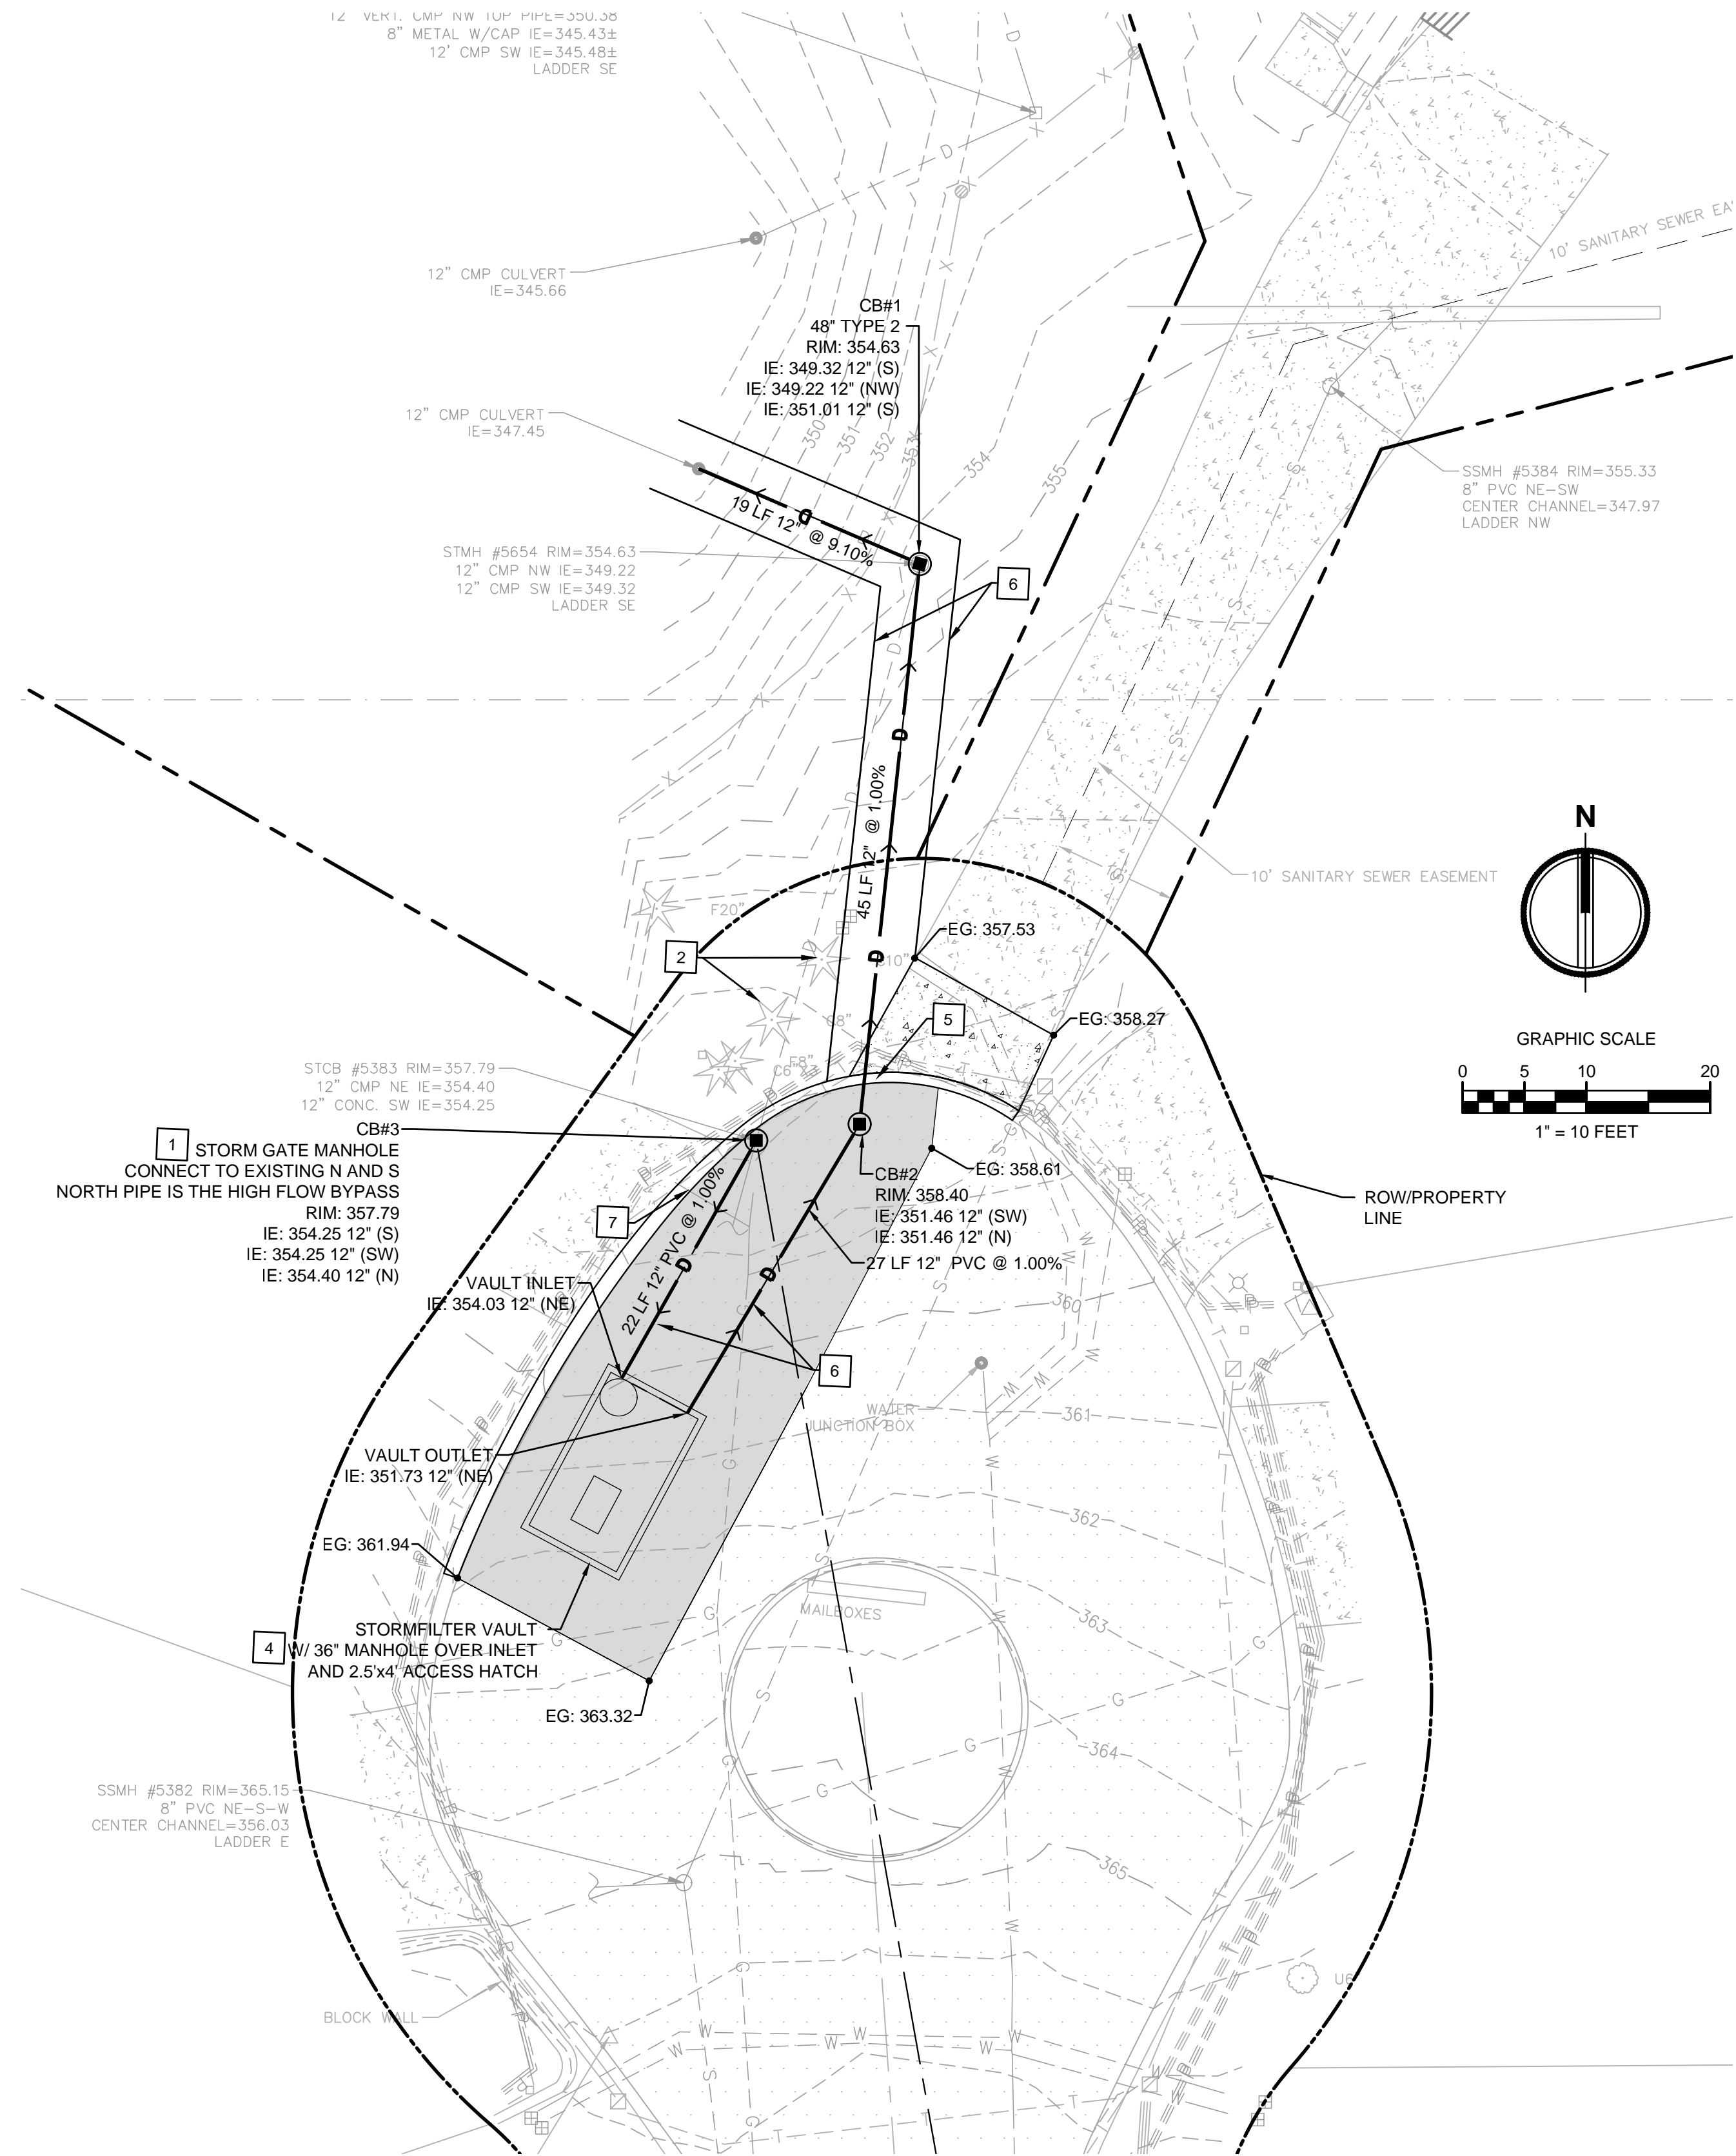 12" VERT. CMP NW TOP PIPE=350.38
8" METAL W/CAP IE=345.43±
12' CMP SW IE=345.48±
LADDER SE
10' SANITARY SEWER
12" CMP CULVERT
IE=345.66
CB#1
48" TYPE 2
RIM: 354.63
IE: 349.32 12" (S)
IE: 349.22 12" (NW)
IE: 351.01 12" (S)
12" CMP CULVERT
IE=347.45
350
351
352
353
354
355
SSMH #5384 RIM=355.33
8" PVC NE-SW
CENTER CHANNEL=347.97
LADDER NW
19 LF 12" @ 9.10%
STMH #5654 RIM=354.63
12" CMP NW IE=349.22
12" CMP SW IE=349.32
LADDER SE
6
45 LF 12" @ 1.00%
N
10' SANITARY SEWER EASEMENT
F20"
EG: 357.53
2
5
EG: 358.27
GRAPHIC SCALE
0 5 10 20
1" = 10 FEET
STCB #5383 RIM=357.79
12" CMP NE IE=354.40
12" CONC. SW IE=354.25
F8"
CB#3
1 STORM GATE MANHOLE
CONNECT TO EXISTING N AND S
NORTH PIPE IS THE HIGH FLOW BYPASS
RIM: 357.79
IE: 354.25 12" (S)
IE: 354.25 12" (SW)
IE: 354.40 12" (N)
EG: 358.61
CB#2
RIM: 358.40
IE: 351.46 12" (SW)
IE: 351.46 12" (N)
27 LF 12" PVC @ 1.00%
ROW/PROPERTY
LINE
7
22 LF 12" PVC @ 1.00%
VAULT INLET
IE: 354.03 12" (NE)
360
6
WATER
JUNCTION BOX
361
VAULT OUTLET
IE: 351.73 12" (NE)
362
EG: 361.94
MAILBOXES
363
STORMFILTER VAULT
4 W/ 36" MANHOLE OVER INLET
AND 2.5'x4' ACCESS HATCH
EG: 363.32
364
SSMH #5382 RIM=365.15
8" PVC NE-S-W
CENTER CHANNEL=356.03
LADDER E
365
U6
BLOCK WALL